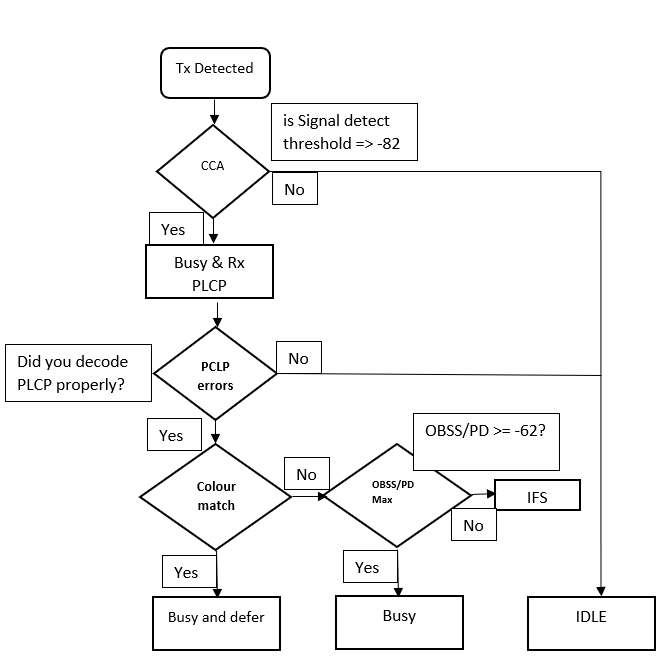 Tx Detected
is Signal detect
threshold => -82
CCA
No
Yes
Busy & Rx
PLCP
Did you decode
PLCP properly?
PCLP
errors
No
Yes
OBSS/PD >= -62?
Colour
match
No
OBSS/PD
Max
IFS
No
Yes
Yes
Busy and defer
Busy
IDLE